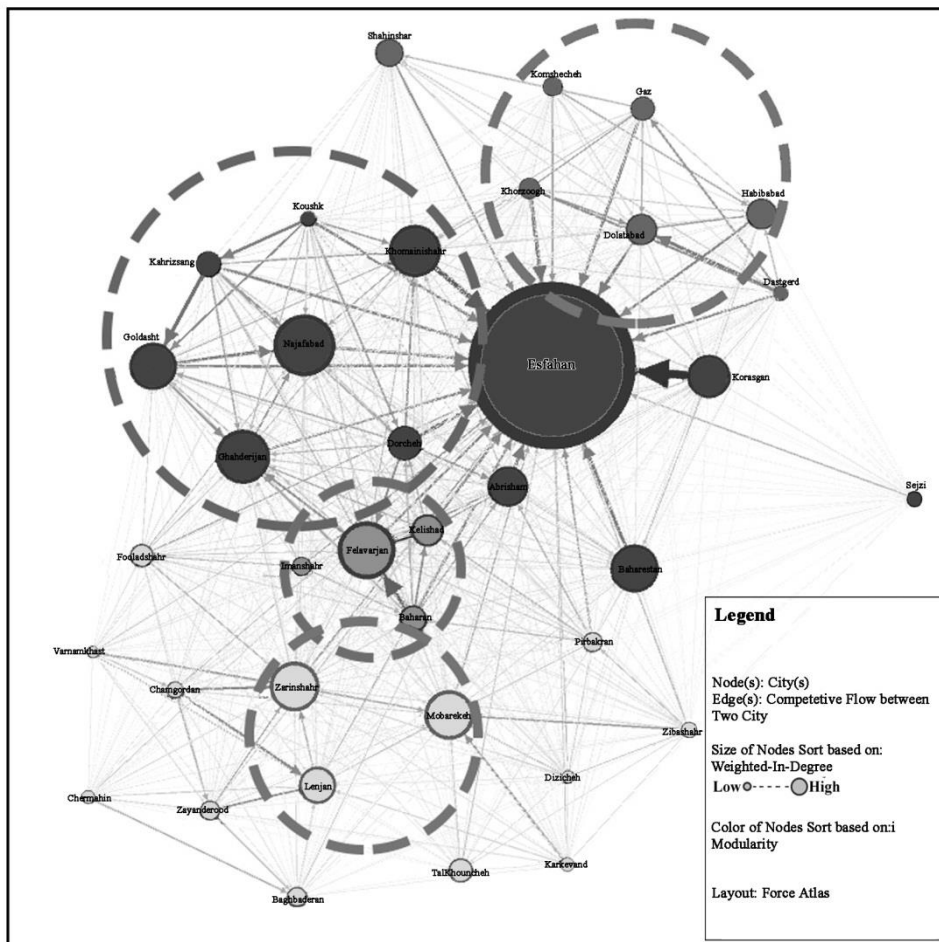 Shahinshar
Komshecheh
Gaz
Khorzoogh
Habibabad
Koushk
Dolatabad
Khomainishahr
Kahrizsang
Dastgerd
Goldasht
Najafabad
Esfahan
Korasgan
Dorcheh
Ghahderijan
Abrisham
Sejzi
Kelishad
Felavarjan
Fooladshahr
Imanshahr
Baharestan
Baharan
Pirbakran
Varnamkhast
Zarinshahr
Chamgordan
Mobarekeh
Zibashahr
Dizicheh
Lenjan
Chermahin
Zayanderood
Karkevand
TalKhouncheh
Baghbaderan
Legend
Node(s): City(s)
Edge(s): Competetive Flow between
Two City
Size of Nodes Sort based on:
Weighted-In-Degree
Low High
Color of Nodes Sort based on:i
Modularity
Layout: Force Atlas